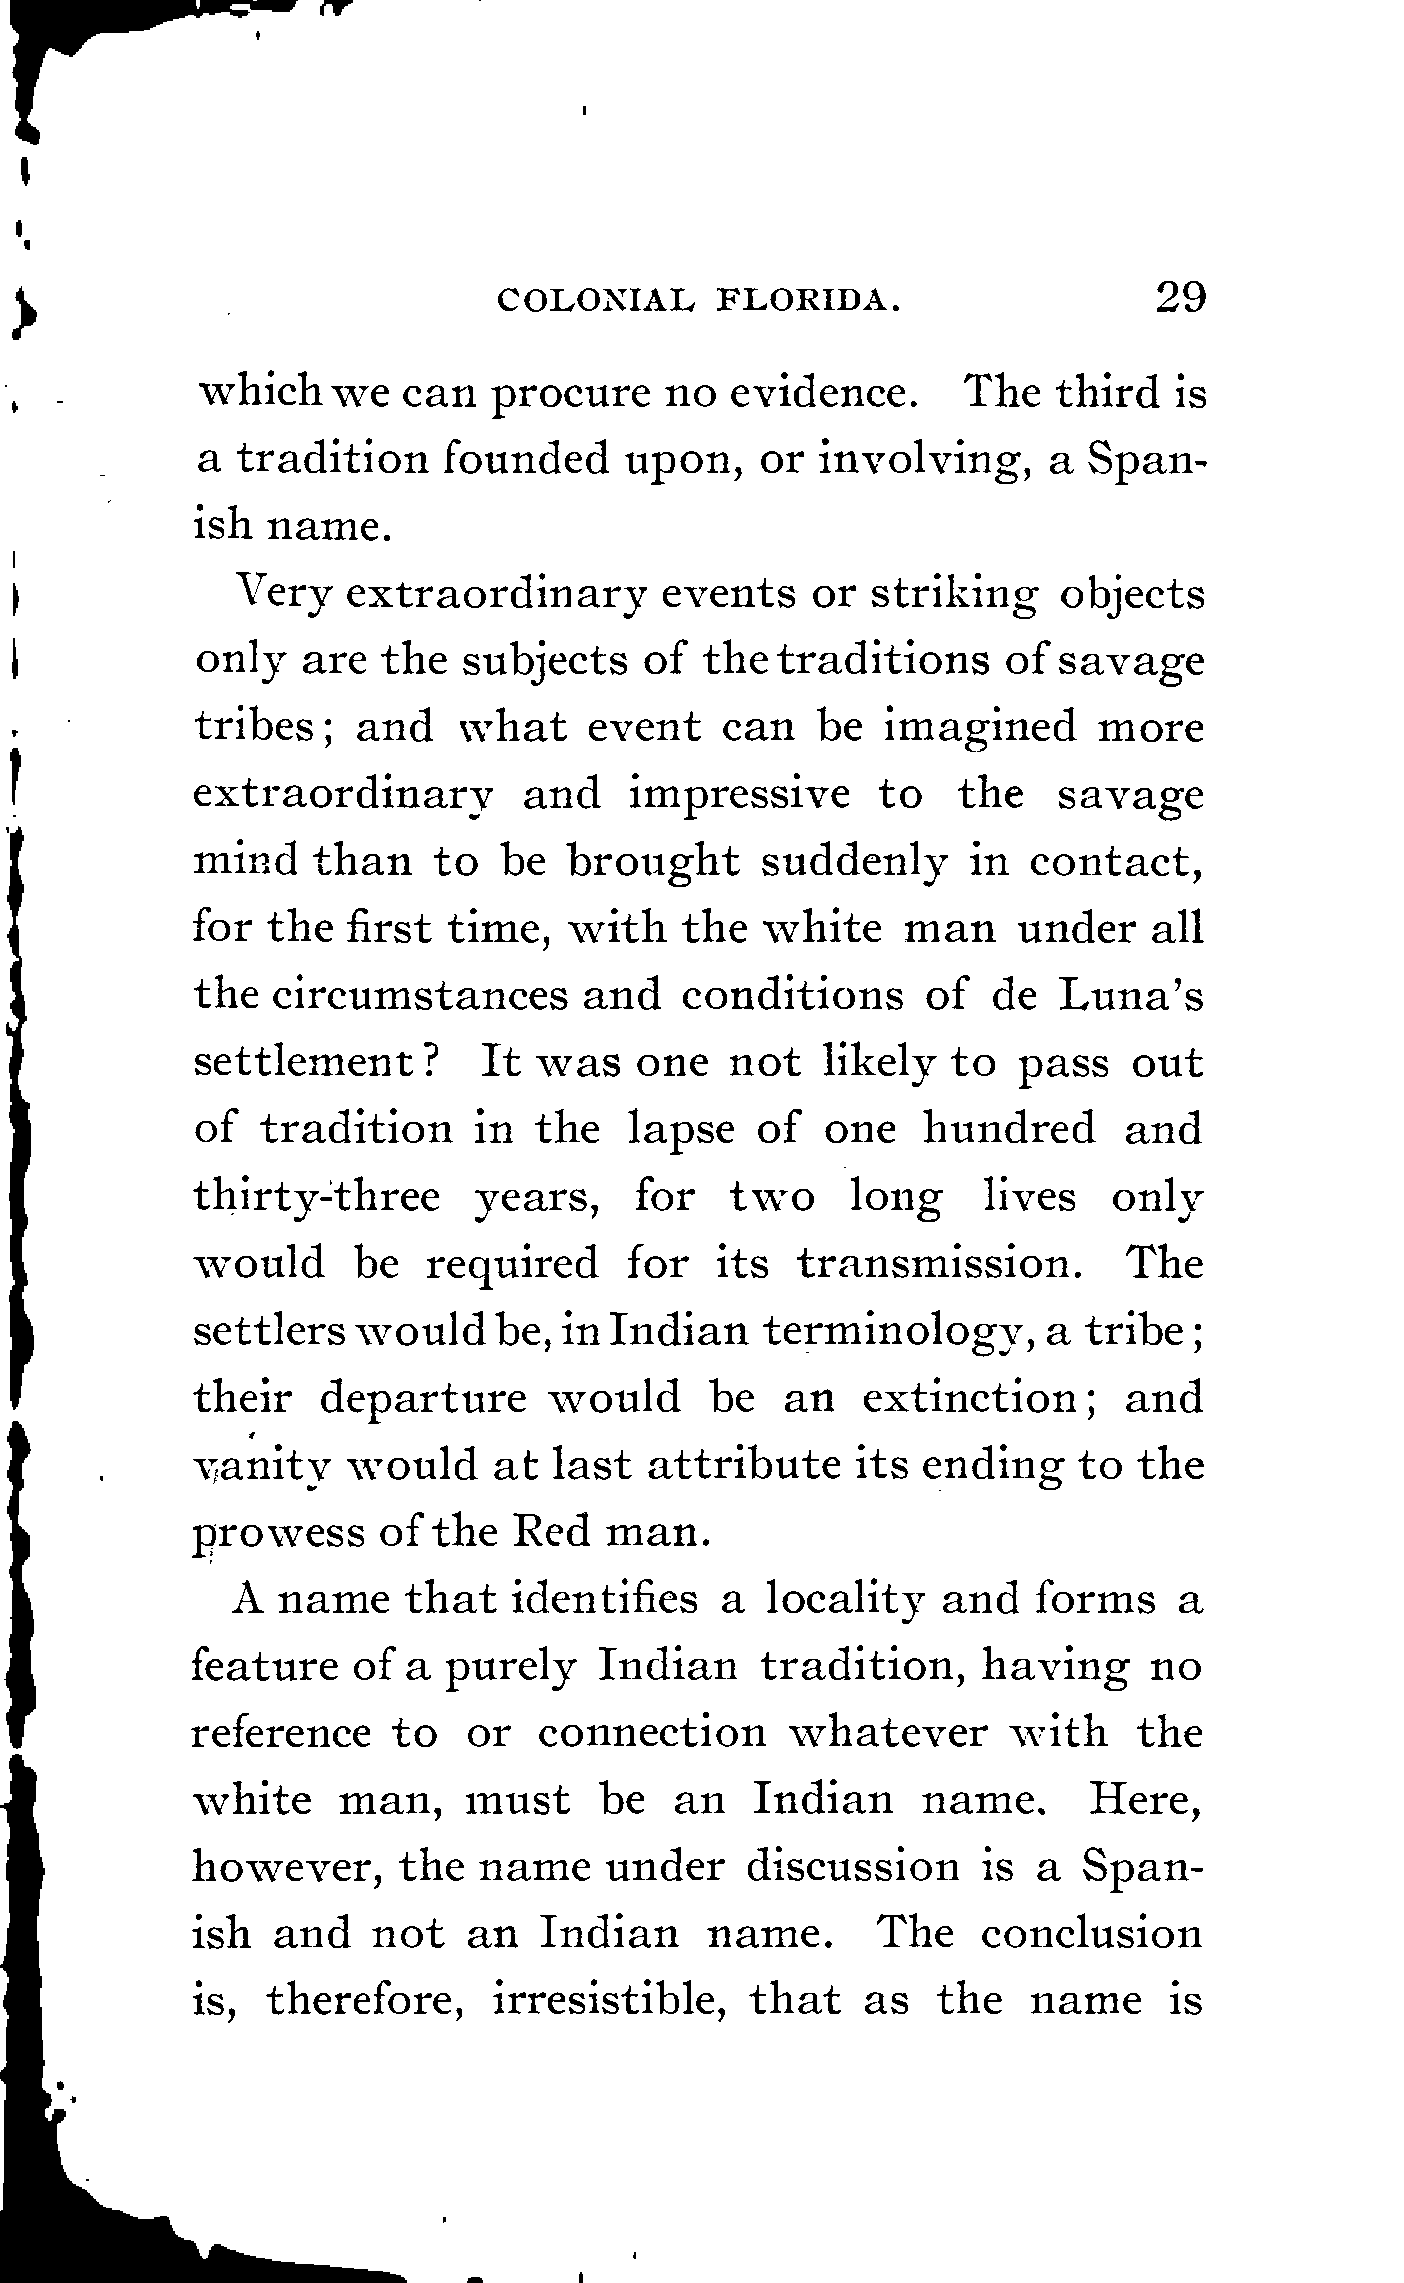 COLONIAL FLORIDA. 29
which we can procure no evidence. The third is
a tradition founded upon, or involving, a Span-
ish name.
Very extraordinary events or striking objects
only are the subjects of the traditions of savage
tribes; and what event can be imagined more
extraordinary and impressive to the savage
mind than to be brought suddenly in contact,
for the first time, with the white man under all
the circumstances and conditions of de Luna's
settlement? It was one not likely to pass out
of tradition in the lapse of one hundred and
thirty-three years, for two long lives only
would be required for its transmission. The
settlers would be, in Indian terminology, a tribe;
their departure would be an extinction; and
vanity would at last attribute its ending to the
prowess of the Red man.
A name that identifies a locality and forms a
feature of a purely Indian tradition, having no
reference to or connection whatever with the
white man, must be an Indian name. Here,
however, the name under discussion is a Span-
ish and not an Indian name. The conclusion
is, therefore, irresistible, that as the name is